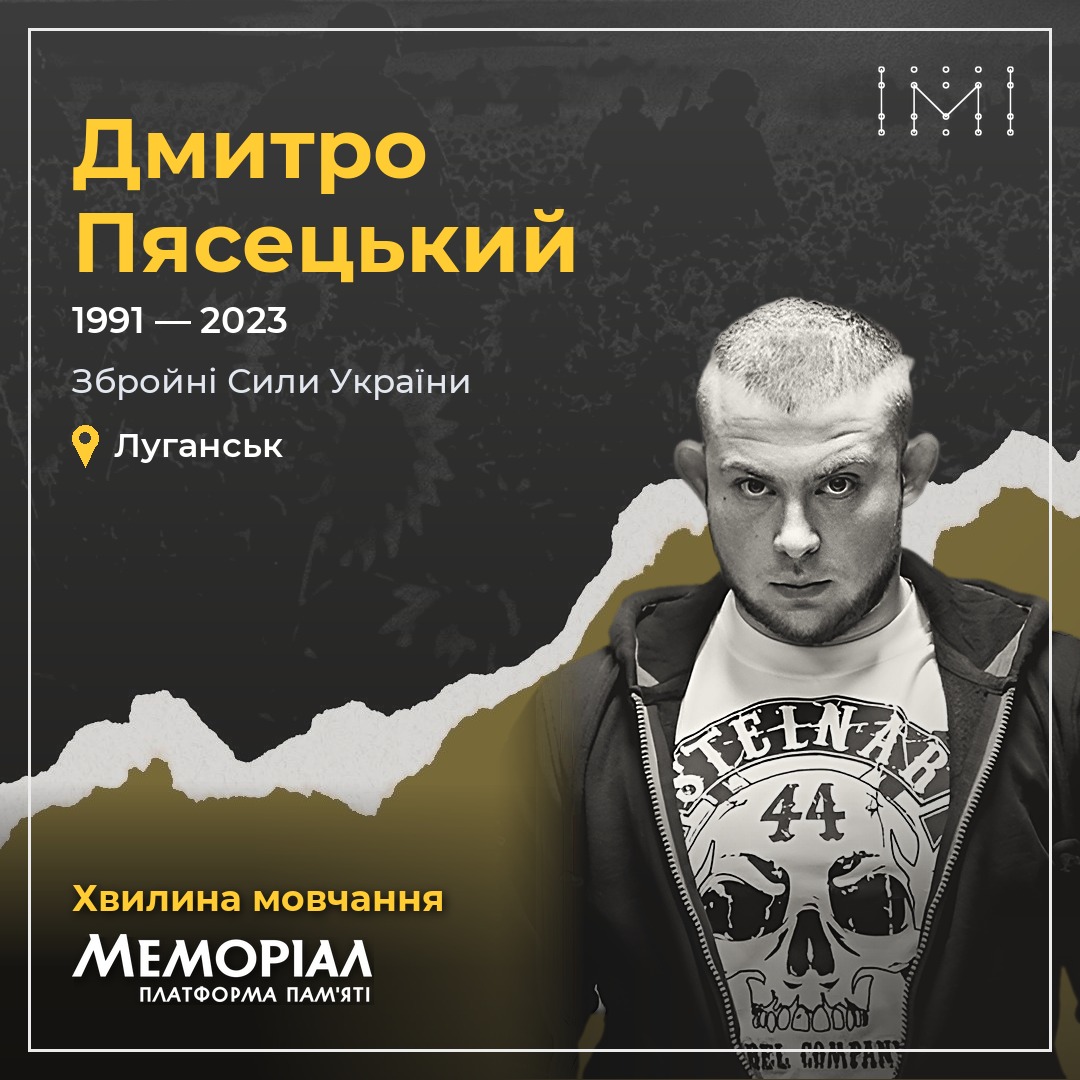 Дмитро
Пясецький
1991 — 2023
Збройні Сили України
Луганськ
STEINAR
44
Хвилина мовчання
МЕМОРІАЛ
ПЛАТФОРМА ПАМ'ЯТІ